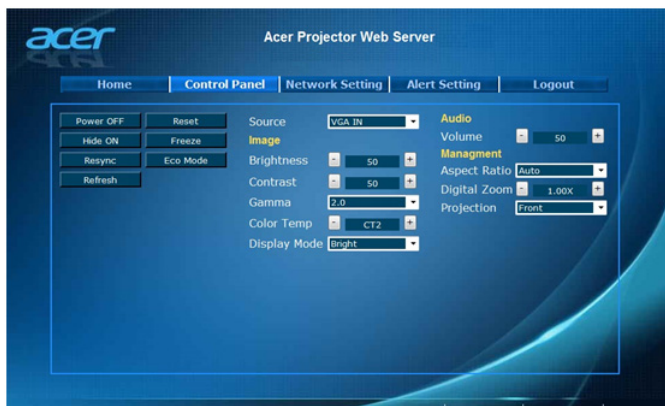 acer
Acer Projector Web Server
Home Control Panel Network Setting Alert Setting Logout
Power OFF Reset
Hide ON Freeze
Resync Eco Mode
Refresh
Source VGA IN
Image
Brightness - 50 +
Contrast - 50 +
Gamma 2.0
Color Temp - CT2 +
Display Mode Bright
Audio
Volume - 50 +
Managment
Aspect Ratio Auto
Digital Zoom - 1.00X +
Projection Front